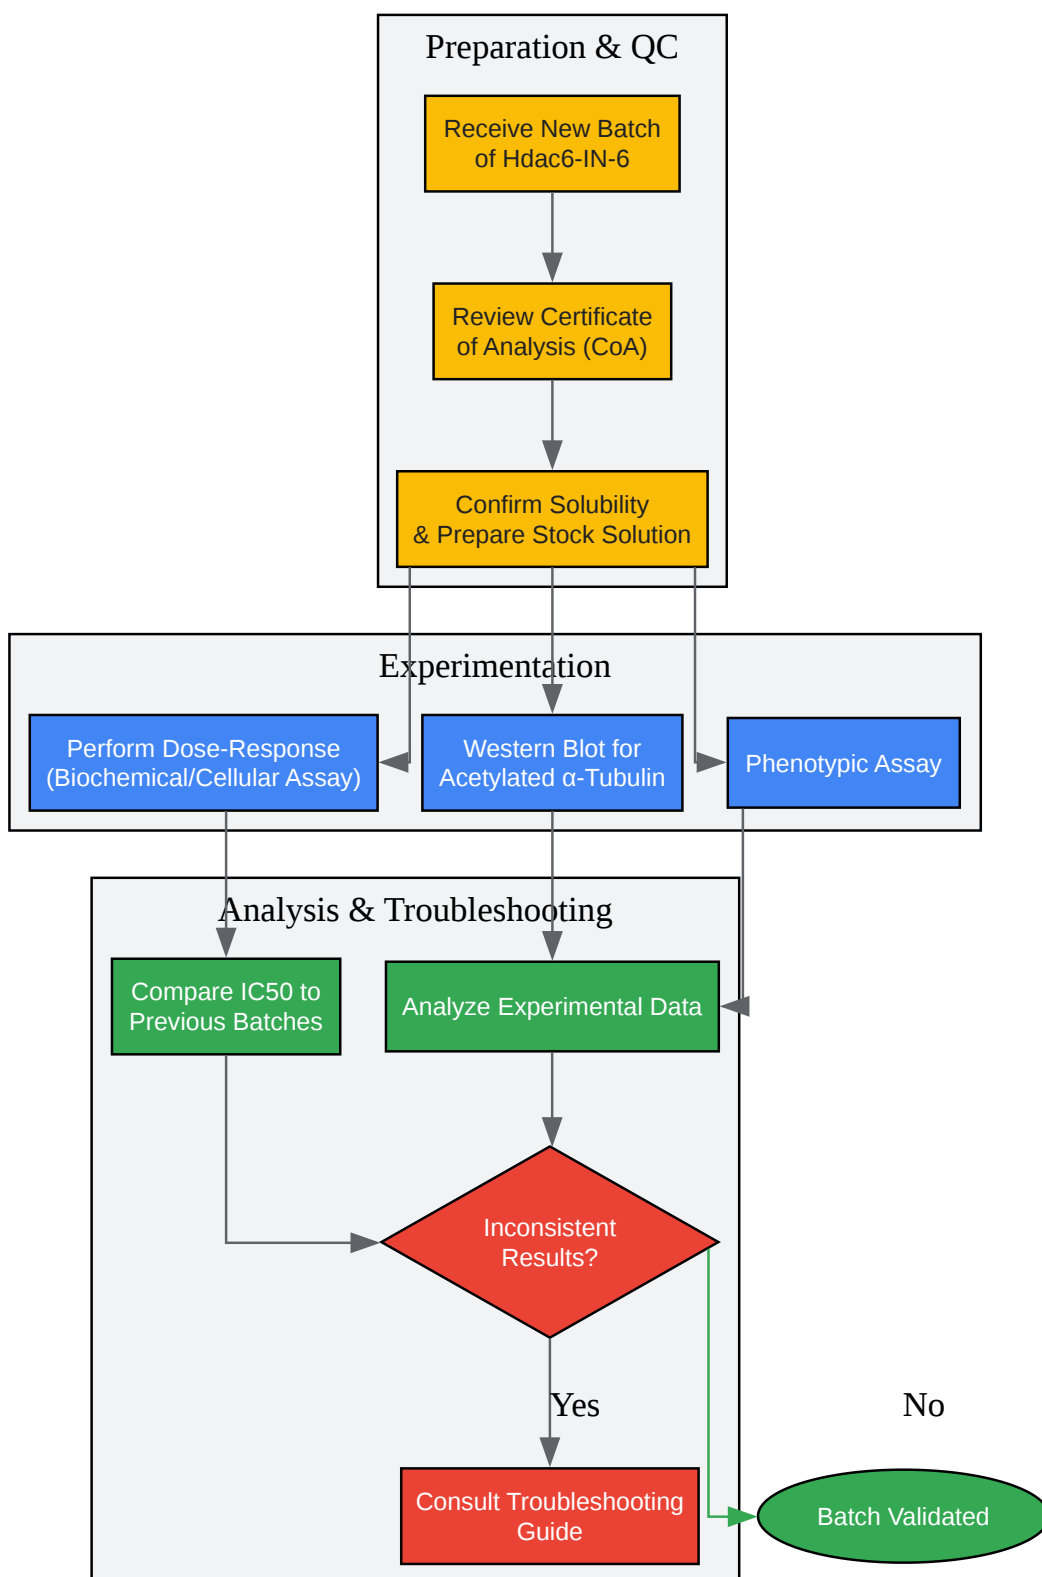 Preparation & QC
Receive New Batch
of Hdac6-IN-6
Review Certificate
of Analysis (CoA)
Confirm Solubility
& Prepare Stock Solution
Experimentation
Perform Dose-Response
(Biochemical/Cellular Assay)
Western Blot for
Acetylated α-Tubulin
Phenotypic Assay
Analysis & Troubleshooting
Compare IC50 to
Previous Batches
Analyze Experimental Data
Inconsistent
Results?
Yes
No
Consult Troubleshooting
Guide
Batch Validated